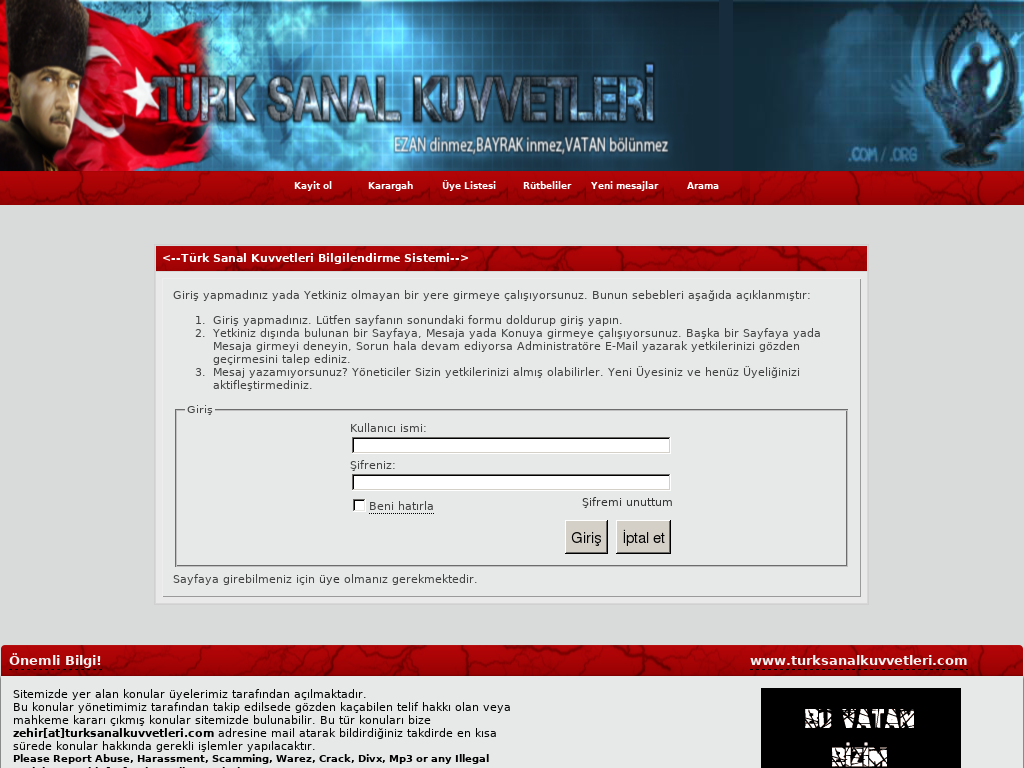 TÜRK SANAL KUVVETLERİ
EZAN dinmez,BAYRAK inmez,VATAN bölünmez
.COM / .ORG
Kayit ol Karargah Üye Listesi Rütbeliler Yeni mesajlar Arama
<--Türk Sanal Kuvvetleri Bilgilendirme Sistemi-->
Giriş yapmadınız yada Yetkiniz olmayan bir yere girmeye çalışıyorsunuz. Bunun sebebleri aşağıda açıklanmıştır:
1. Giriş yapmadınız. Lütfen sayfanın sonundaki formu doldurup giriş yapın.
2. Yetkiniz dışında bulunan bir Sayfaya, Mesaja yada Konuya girmeye çalışıyorsunuz. Başka bir Sayfaya yada
Mesaja girmeyi deneyin, Sorun hala devam ediyorsa Administratöre E-Mail yazarak yetkilerinizi gözden
geçirmesini talep ediniz.
3. Mesaj yazamıyorsunuz? Yöneticiler Sizin yetkilerinizi almış olabilirler. Yeni Üyesiniz ve henüz Üyeliğinizi
aktifleştirmediniz.
Giriş
Kullanıcı ismi:
Şifreniz:
Beni hatırla Şifremi unuttum
Giriş İptal et
Sayfaya girebilmeniz için üye olmanız gerekmektedir.
Önemli Bilgi! www.turksanalkuvvetleri.com
Sitemizde yer alan konular üyelerimiz tarafından açılmaktadır.
Bu konular yönetimimiz tarafından takip edilsede gözden kaçabilen telif hakkı olan veya
mahkeme kararı çıkmış konular sitemizde bulunabilir. Bu tür konuları bize
zehir[at]turksanalkuvvetleri.com adresine mail atarak bildirdiğiniz takdirde en kısa
sürede konular hakkında gerekli işlemler yapılacaktır.
Please Report Abuse, Harassment, Scamming, Warez, Crack, Divx, Mp3 or any Illegal
BU VATAN
BİZİM